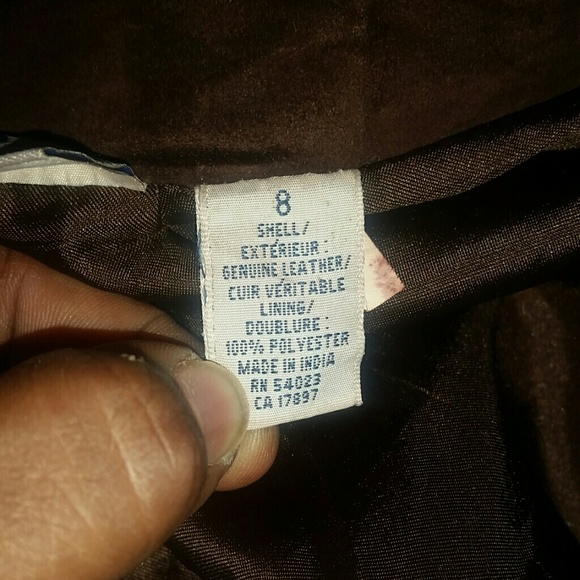 8
SHELL/
EXTÉRIEUR:
GENUINE LEATHER/
CUIR VÉRITABLE
LINING/
DOUBLURE:
100% POLYESTER
MADE IN INDIA
RN 54023
CA 17897